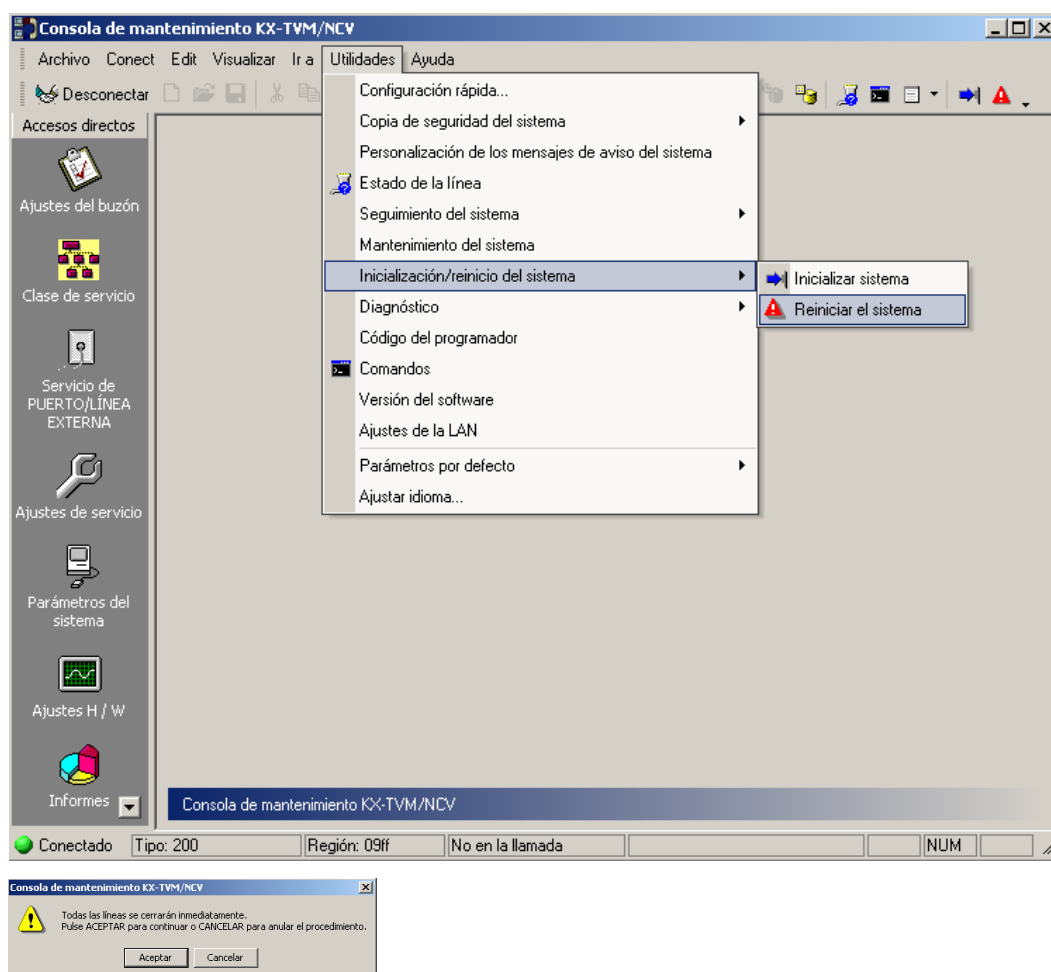 Consola de mantenimiento KX-TVM/NCV
Archivo Conect Edit Visualizar Ir a Utilidades Ayuda
Desconectar
Accesos directos
Ajustes del buzón
Clase de servicio
Servicio de
PUERTO/LÍNEA
EXTERNA
Ajustes de servicio
Parámetros del
sistema
Ajustes H / W
Informes
Configuración rápida...
Copia de seguridad del sistema
Personalización de los mensajes de aviso del sistema
Estado de la línea
Seguimiento del sistema
Mantenimiento del sistema
Inicialización/reinicio del sistema
Diagnóstico
Código del programador
Comandos
Versión del software
Ajustes de la LAN
Parámetros por defecto
Ajustar idioma...
Inicializar sistema
Reiniciar el sistema
Consola de mantenimiento KX-TVM/NCV
Conectado Tipo: 200 Región: 09ff No en la llamada NUM
Consola de mantenimiento KX-TVM/NCV
Todas las líneas se cerrarán inmediatamente.
Pulse ACEPTAR para continuar o CANCELAR para anular el procedimiento.
Aceptar Cancelar